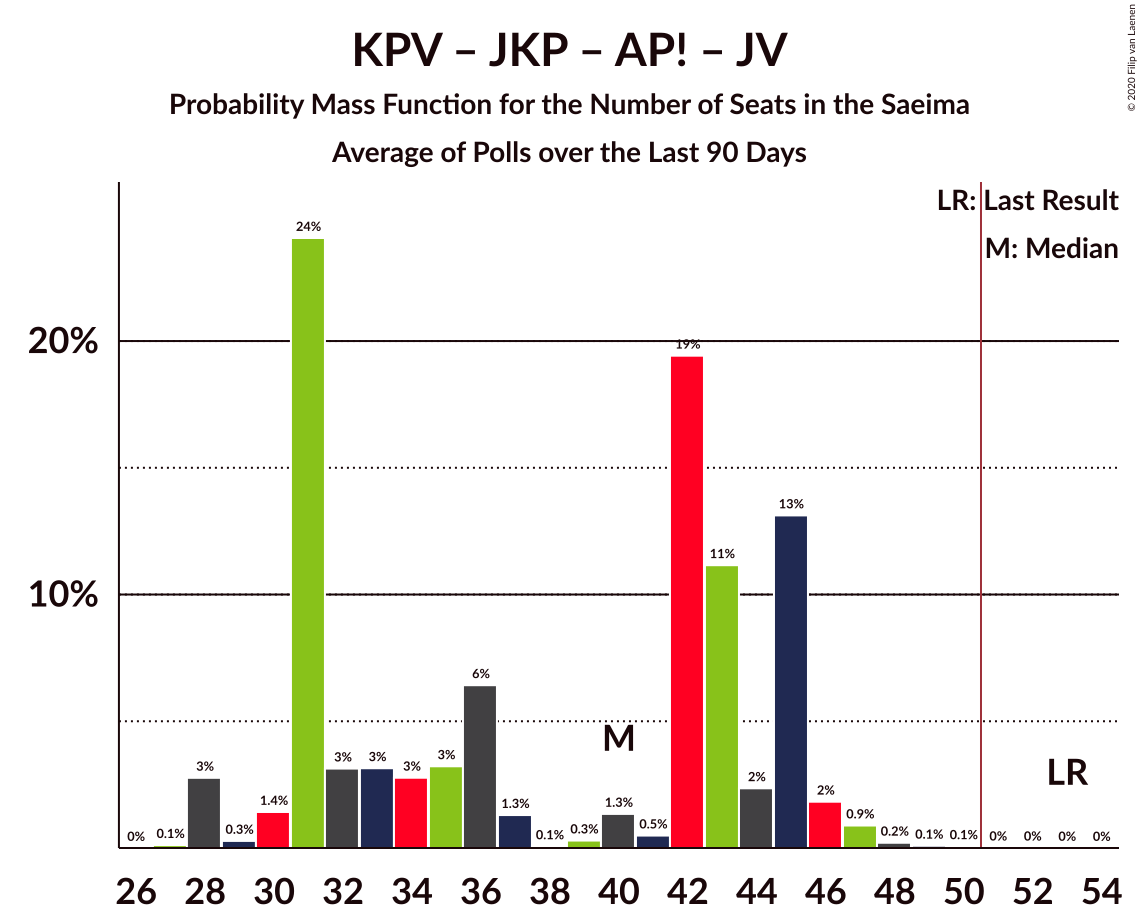 KPV – JKP – AP! – JV
Probability Mass Function for the Number of Seats in the Saeima
Average of Polls over the Last 90 Days
© 2020 Filip van Laenen
LR: Last Result
M: Median
24%
20%
19%
13%
11%
10%
6%
M
LR
0% 0.1% 3% 0.3% 1.4% 3% 3% 3% 3% 1.3% 0.1% 0.3% 1.3% 0.5% 2% 2% 0.9% 0.2% 0.1% 0.1% 0% 0% 0% 0%
26 28 30 32 34 36 38 40 42 44 46 48 50 52 54